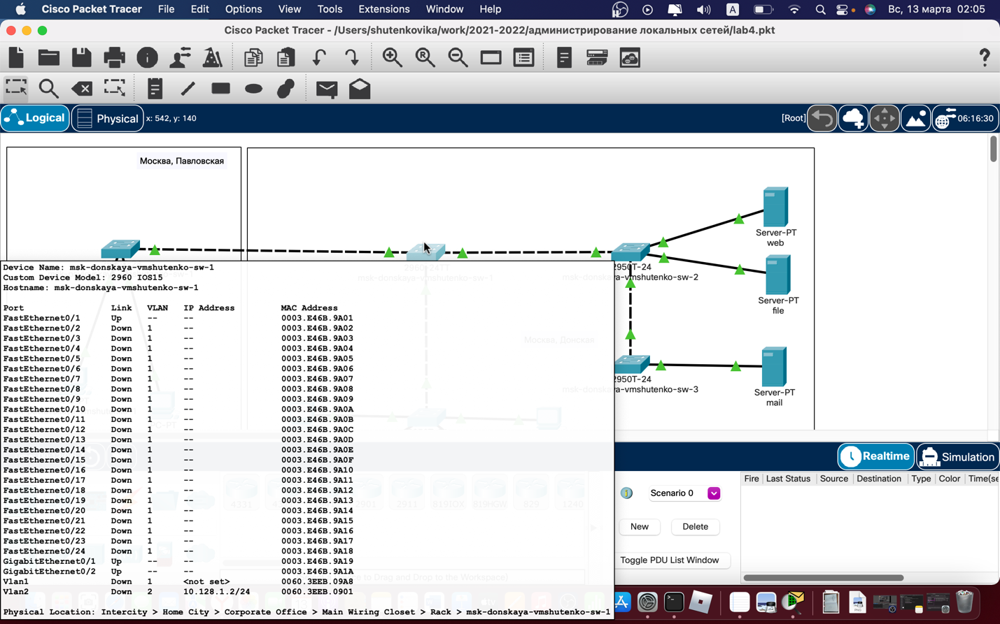 Cisco Packet Tracer File Edit Options View Tools Extensions Window Help A Вс, 13 марта 02:05
Cisco Packet Tracer - /Users/shutenkovika/work/2021-2022/администрирование локальных сетей/lab4.pkt
Logical Physical x: 542, y: 140 [Root] 06:16:30
Москва, Павловская
Server-PT
web
2960-24TT
msk-donskaya-vmshutenko-sw-1
2950T-24
msk-donskaya-vmshutenko-sw-2
Server-PT
file
Москва, Донская
2950T-24
msk-donskaya-vmshutenko-sw-3
Server-PT
mail
Device Name: msk-donskaya-vmshutenko-sw-1
Custom Device Model: 2960 IOS15
Hostname: msk-donskaya-vmshutenko-sw-1
Port Link VLAN IP Address MAC Address
FastEthernet0/1 Up -- -- 0003.E46B.9A01
FastEthernet0/2 Down 1 -- 0003.E46B.9A02
FastEthernet0/3 Down 1 -- 0003.E46B.9A03
FastEthernet0/4 Down 1 -- 0003.E46B.9A04
FastEthernet0/5 Down 1 -- 0003.E46B.9A05
FastEthernet0/6 Down 1 -- 0003.E46B.9A06
FastEthernet0/7 Down 1 -- 0003.E46B.9A07
FastEthernet0/8 Down 1 -- 0003.E46B.9A08
FastEthernet0/9 Down 1 -- 0003.E46B.9A09
FastEthernet0/10 Down 1 -- 0003.E46B.9A0A
FastEthernet0/11 Down 1 -- 0003.E46B.9A0B
FastEthernet0/12 Down 1 -- 0003.E46B.9A0C
FastEthernet0/13 Down 1 -- 0003.E46B.9A0D
FastEthernet0/14 Down 1 -- 0003.E46B.9A0E
FastEthernet0/15 Down 1 -- 0003.E46B.9A0F
FastEthernet0/16 Down 1 -- 0003.E46B.9A10
FastEthernet0/17 Down 1 -- 0003.E46B.9A11
FastEthernet0/18 Down 1 -- 0003.E46B.9A12
FastEthernet0/19 Down 1 -- 0003.E46B.9A13
FastEthernet0/20 Down 1 -- 0003.E46B.9A14
FastEthernet0/21 Down 1 -- 0003.E46B.9A15
FastEthernet0/22 Down 1 -- 0003.E46B.9A16
FastEthernet0/23 Down 1 -- 0003.E46B.9A17
FastEthernet0/24 Down 1 -- 0003.E46B.9A18
GigabitEthernet0/1 Up -- -- 0003.E46B.9A19
GigabitEthernet0/2 Up -- -- 0003.E46B.9A1A
Vlan1 Down 1 <not set> 0060.3EEB.09A8
Vlan2 Down 2 10.128.1.2/24 0060.3EEB.0901
Physical Location: Intercity > Home City > Corporate Office > Main Wiring Closet > Rack > msk-donskaya-vmshutenko-sw-1
4331 2901 2911 819IOX 819HGW 829 1240
to Drag and Drop to the Workspace)
Realtime Simulation
Scenario 0
New Delete
Toggle PDU List Window
Fire Last Status Source Destination Type Color Time(se